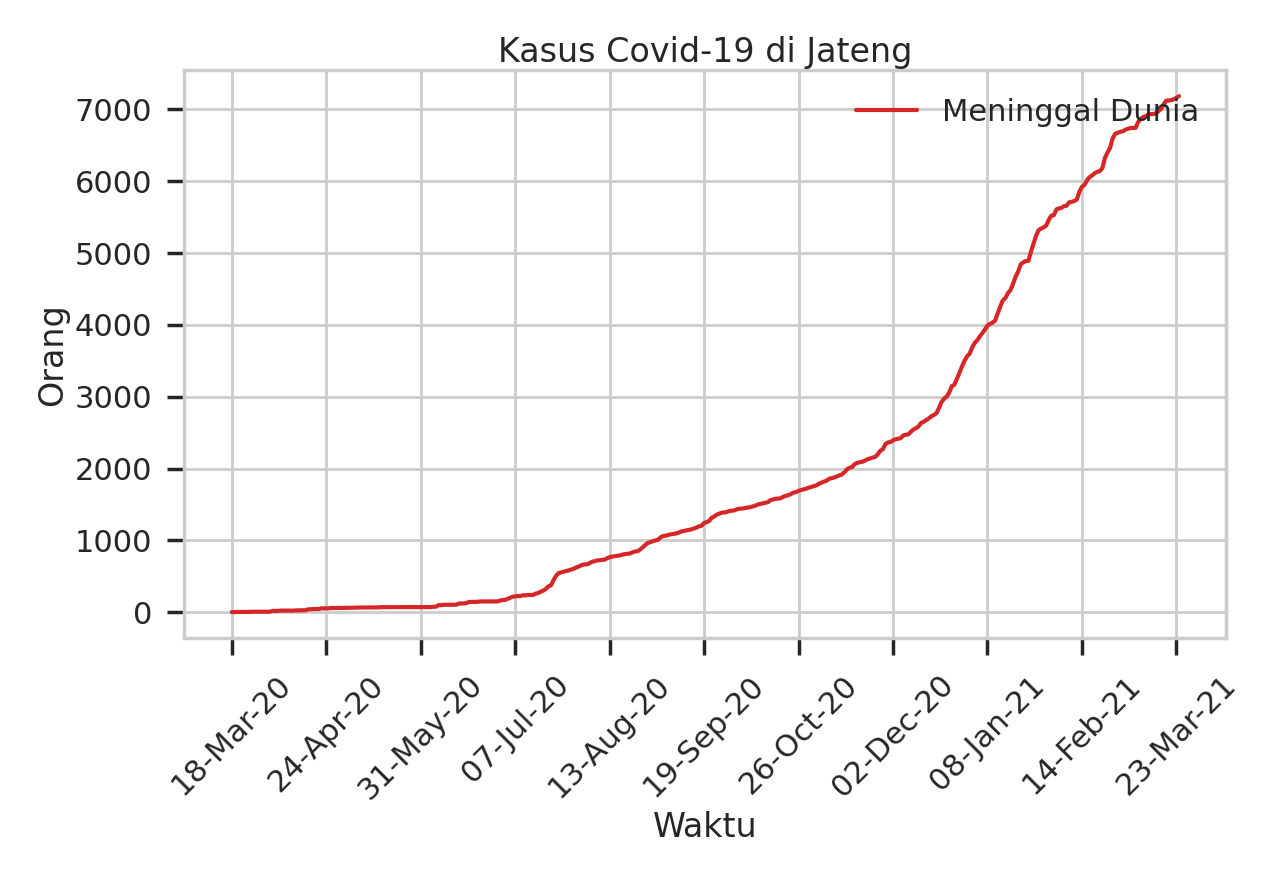 Kasus Covid-19 di Jateng
Meninggal Dunia
Orang
7000
6000
5000
4000
3000
2000
1000
0
18-Mar-20
24-Apr-20
31-May-20
07-Jul-20
13-Aug-20
19-Sep-20
26-Oct-20
02-Dec-20
08-Jan-21
14-Feb-21
23-Mar-21
Waktu